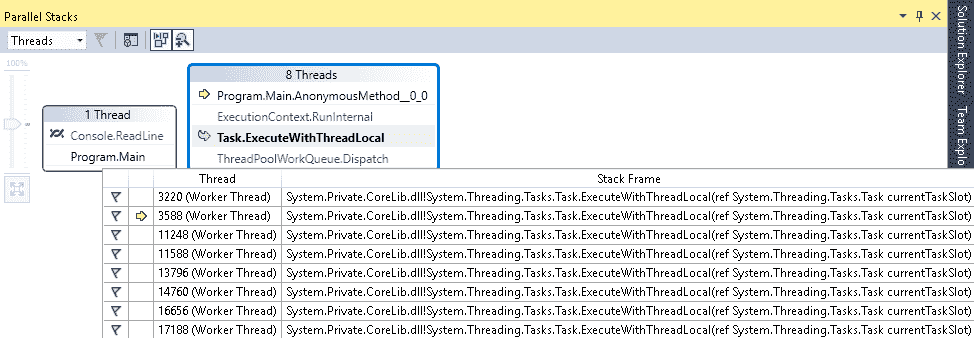 Parallel Stacks
Threads
100%
8 Threads
Program.Main.AnonymousMethod__0_0
ExecutionContext.RunInternal
Task.ExecuteWithThreadLocal
ThreadPoolWorkQueue.Dispatch
1 Thread
Console.ReadLine
Program.Main
Solution Explorer
Team Explo
Thread Stack Frame
3220 (Worker Thread) System.Private.CoreLib.dll!System.Threading.Tasks.Task.ExecuteWithThreadLocal(ref System.Threading.Tasks.Task currentTaskSlot)
3588 (Worker Thread) System.Private.CoreLib.dll!System.Threading.Tasks.Task.ExecuteWithThreadLocal(ref System.Threading.Tasks.Task currentTaskSlot)
11248 (Worker Thread) System.Private.CoreLib.dll!System.Threading.Tasks.Task.ExecuteWithThreadLocal(ref System.Threading.Tasks.Task currentTaskSlot)
11588 (Worker Thread) System.Private.CoreLib.dll!System.Threading.Tasks.Task.ExecuteWithThreadLocal(ref System.Threading.Tasks.Task currentTaskSlot)
13796 (Worker Thread) System.Private.CoreLib.dll!System.Threading.Tasks.Task.ExecuteWithThreadLocal(ref System.Threading.Tasks.Task currentTaskSlot)
14760 (Worker Thread) System.Private.CoreLib.dll!System.Threading.Tasks.Task.ExecuteWithThreadLocal(ref System.Threading.Tasks.Task currentTaskSlot)
16656 (Worker Thread) System.Private.CoreLib.dll!System.Threading.Tasks.Task.ExecuteWithThreadLocal(ref System.Threading.Tasks.Task currentTaskSlot)
17188 (Worker Thread) System.Private.CoreLib.dll!System.Threading.Tasks.Task.ExecuteWithThreadLocal(ref System.Threading.Tasks.Task currentTaskSlot)